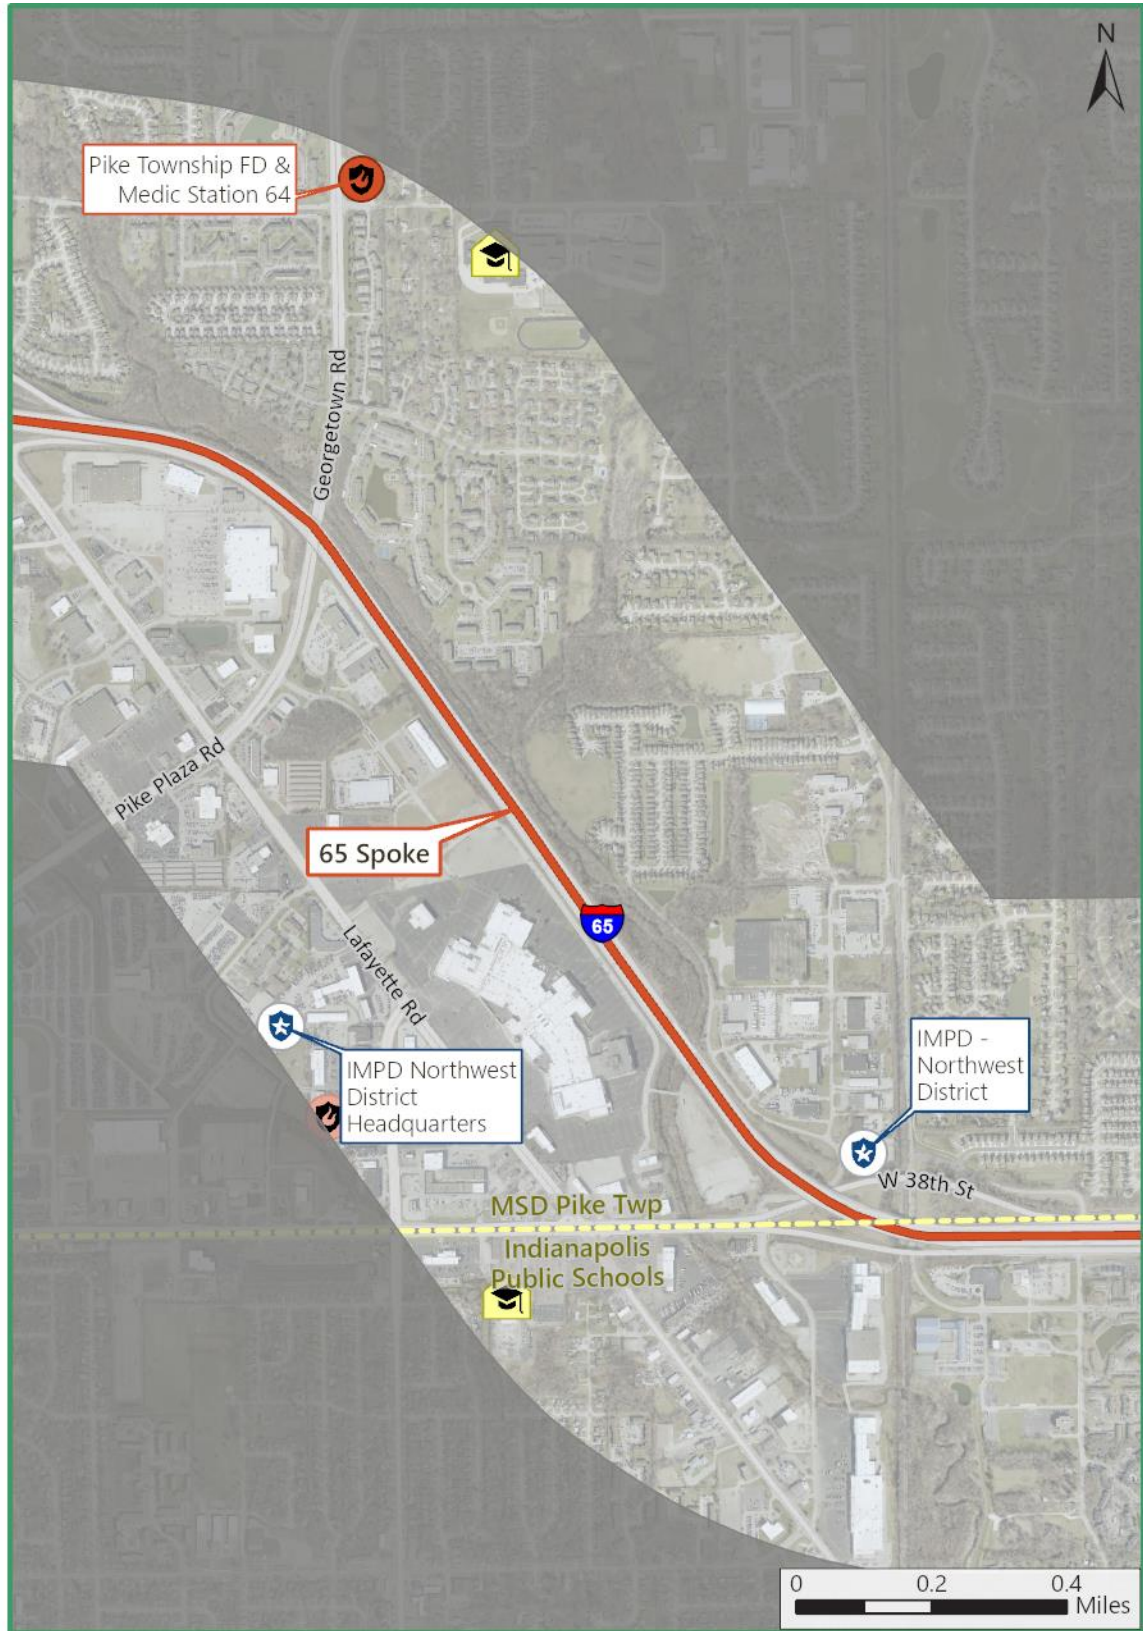 N
Pike Township FD &
Medic Station 64
Georgetown Rd
Pike Plaza Rd
65 Spoke
65
Lafayette Rd
IMPD Northwest
District
Headquarters
IMPD -
Northwest
District
W 38th St
MSD Pike Twp
Indianapolis
Public Schools
0 0.2 0.4
Miles